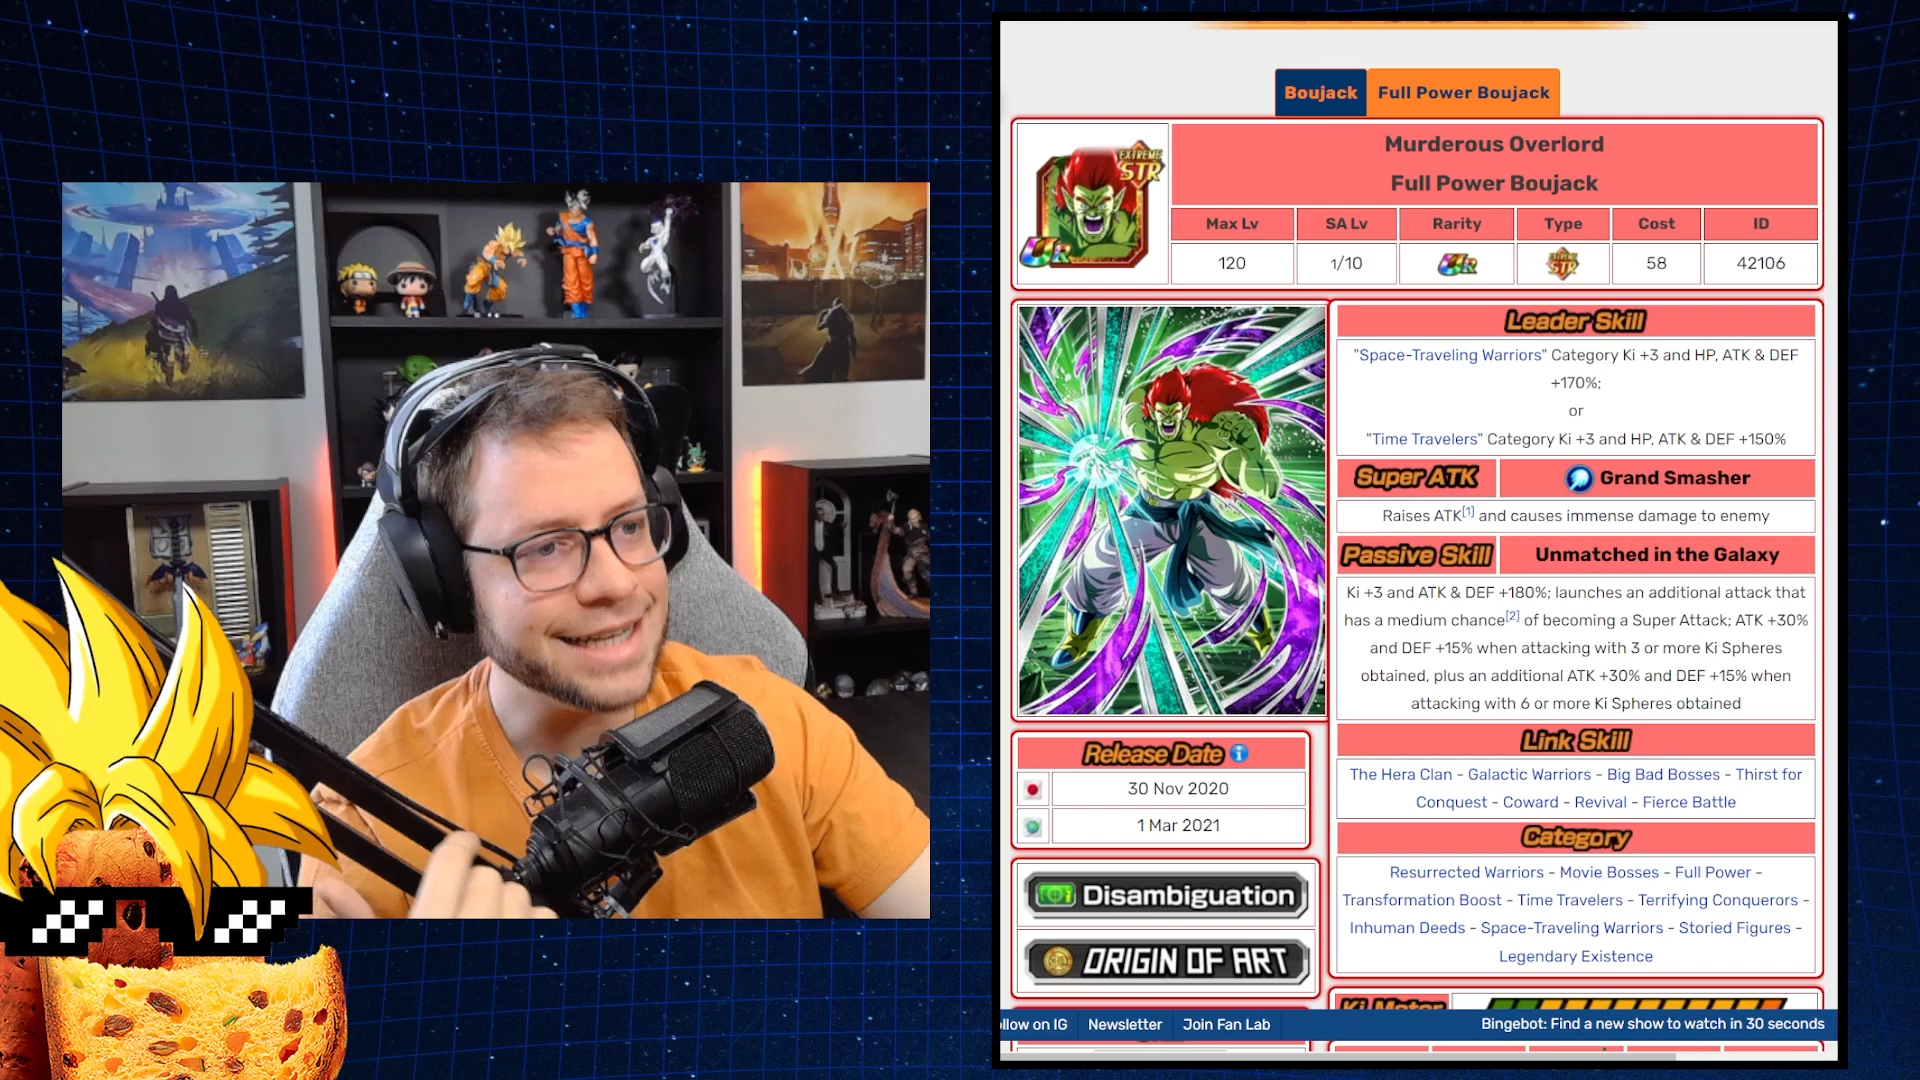 Boujack
Full Power Boujack
EXTREME
STR
UR
Murderous Overlord
Full Power Boujack
Max Lv
SA Lv
Rarity
Type
Cost
ID
120
1/10
UR
EXTREME
STR
58
42106
Leader Skill
"Space-Traveling Warriors" Category Ki +3 and HP, ATK & DEF
+170%;
or
"Time Travelers" Category Ki +3 and HP, ATK & DEF +150%
Super ATK
Grand Smasher
Raises ATK[1] and causes immense damage to enemy
Passive Skill
Unmatched in the Galaxy
Ki +3 and ATK & DEF +180%; launches an additional attack that
has a medium chance[2] of becoming a Super Attack; ATK +30%
and DEF +15% when attacking with 3 or more Ki Spheres
obtained, plus an additional ATK +30% and DEF +15% when
attacking with 6 or more Ki Spheres obtained
Link Skill
The Hera Clan - Galactic Warriors - Big Bad Bosses - Thirst for
Conquest - Coward - Revival - Fierce Battle
Category
Resurrected Warriors - Movie Bosses - Full Power -
Transformation Boost - Time Travelers - Terrifying Conquerors -
Inhuman Deeds - Space-Traveling Warriors - Storied Figures -
Legendary Existence
Release Date
30 Nov 2020
1 Mar 2021
Disambiguation
ORIGIN OF ART
Ki Meter
llow on IG
Newsletter
Join Fan Lab
Bingebot: Find a new show to watch in 30 seconds